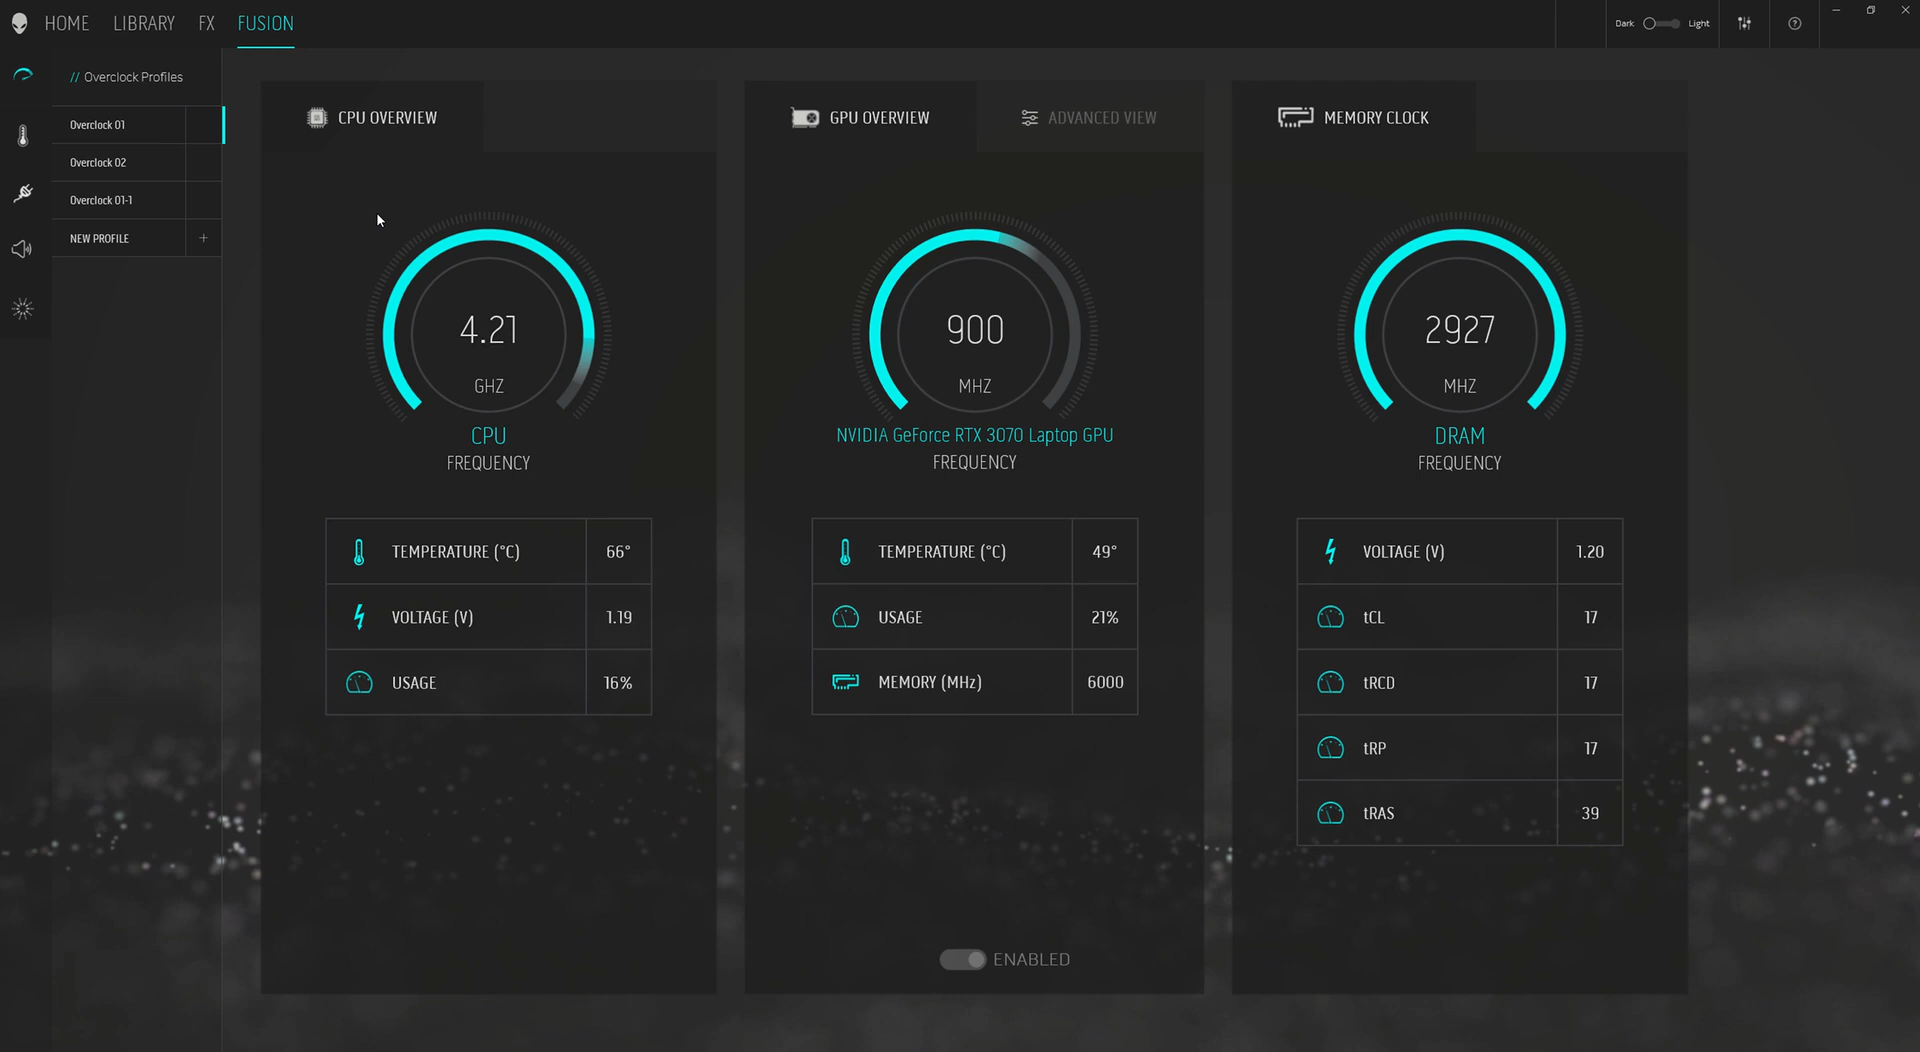 HOME LIBRARY FX FUSION
Dark Light
// Overclock Profiles
Overclock 01
Overclock 02
Overclock 01-1
NEW PROFILE +
CPU OVERVIEW
4.21
GHZ
CPU
FREQUENCY
TEMPERATURE (°C) 66°
VOLTAGE (V) 1.19
USAGE 16%
GPU OVERVIEW ADVANCED VIEW
900
MHZ
NVIDIA GeForce RTX 3070 Laptop GPU
FREQUENCY
TEMPERATURE (°C) 49°
USAGE 21%
MEMORY (MHz) 6000
ENABLED
MEMORY CLOCK
2927
MHZ
DRAM
FREQUENCY
VOLTAGE (V) 1.20
tCL 17
tRCD 17
tRP 17
tRAS 39